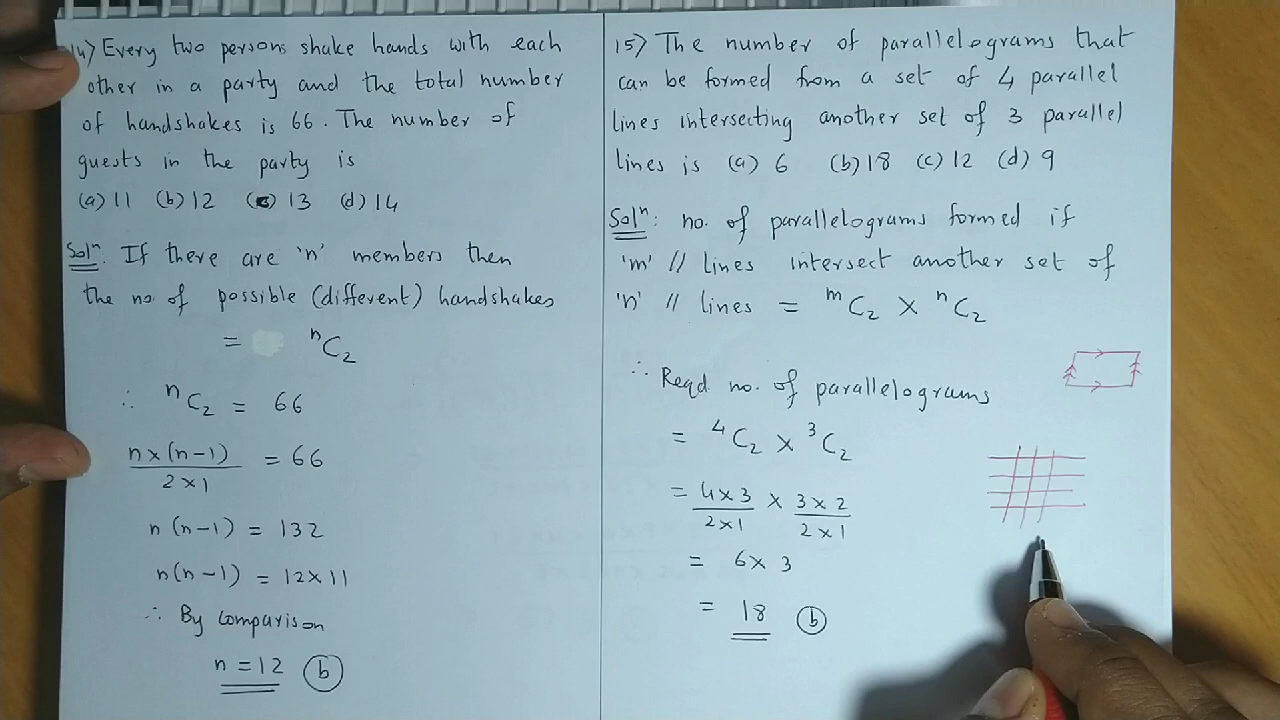 14) Every two persons shake hands with each
other in a party and the total number
of handshakes is 66. The number of
guests in the party is
(a) 11 (b) 12 (c) 13 (d) 14
Solⁿ: If there are 'n' members then
the no. of possible (different) handshakes
= ⁿC₂
∴ ⁿC₂ = 66
n×(n-1)/2×1 = 66
n(n-1) = 132
n(n-1) = 12×11
∴ By comparison
n = 12 (b)
15) The number of parallelograms that
can be formed from a set of 4 parallel
lines intersecting another set of 3 parallel
lines is (a) 6 (b) 18 (c) 12 (d) 9
Solⁿ: no. of parallelograms formed if
'm' // lines intersect another set of
'n' // lines = ᵐC₂ × ⁿC₂
∴ Reqd no. of parallelograms
= ⁴C₂ × ³C₂
= 4×3/2×1 × 3×2/2×1
= 6×3
= 18 (b)